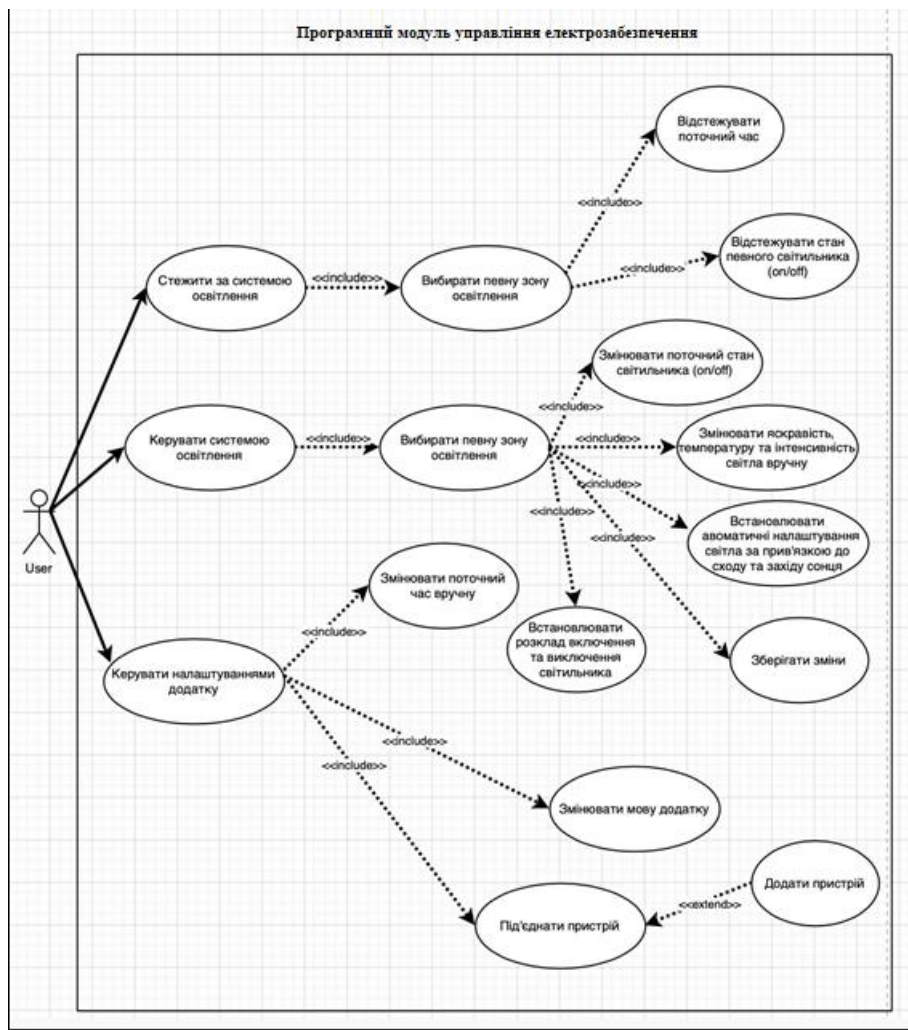 Програмний модуль управління електрозабезпечення
Відстежувати
поточний час
<<include>>
Відстежувати стан
певного світильника
(on/off)
<<include>>
Стежити за системою
освітлення
<<include>>
Вибирати певну зону
освітлення
Змінювати поточний стан
світильника (on/off)
<<include>>
Керувати системою
освітлення
<<include>>
Вибирати певну зону
освітлення
<<include>>
Змінювати яскравість,
температуру та інтенсивність
світла вручну
<<include>>
<<include>>
Встановлювати
авоматичні налаштування
світла за прив'язкою до
сходу та заходу сонця
<<include>>
User
Змінювати поточний
час вручну
<<include>>
Встановлювати
розклад включення
та виключення
світильника
Зберігати зміни
Керувати налаштуваннями
додатку
<<include>>
<<include>>
Змінювати мову додатку
Додати пристрій
<<extend>>
Під'єднати пристрій